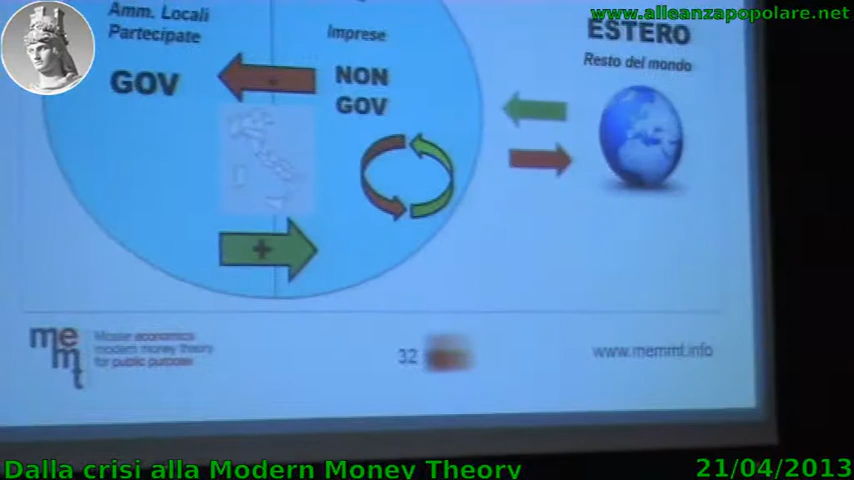 www.alleanzapopolare.net
Amm. Locali
Partecipate
Imprese
ESTERO
Resto del mondo
GOV
-
NON
GOV
+
memt
Mosler economics
modern money theory
for public purpose
32
www.memmt.info
Dalla crisi alla Modern Money Theory
21/04/2013